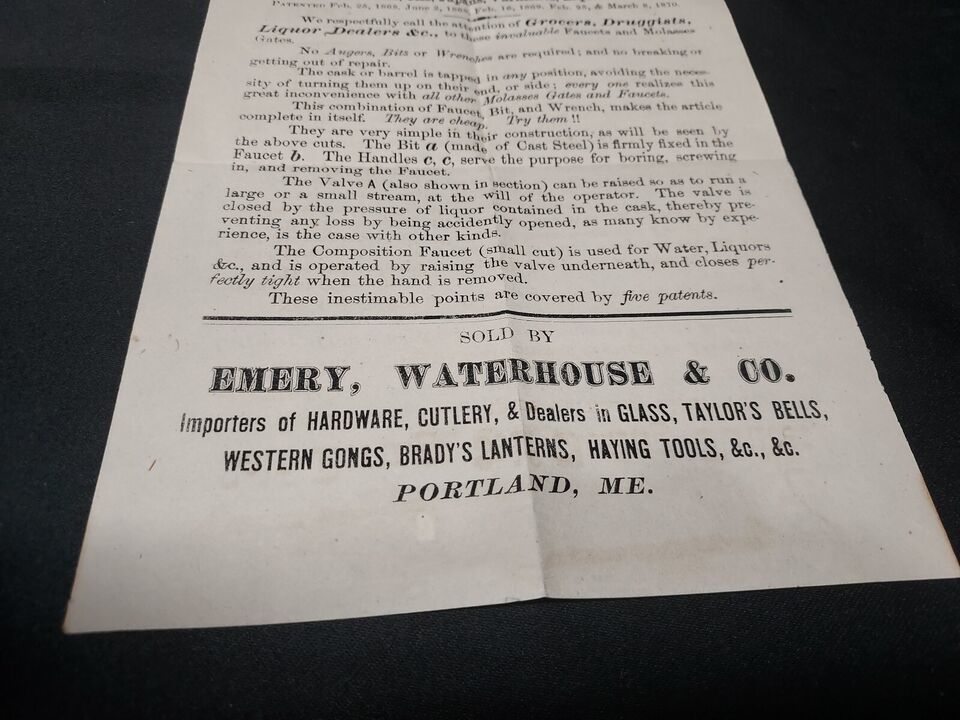 PATENTED Feb. 25, 1868, June 2, 1868, Feb. 16, 1869, Feb. 28, & March 8, 1870.
We respectfully call the attention of Grocers, Druggists,
Liquor Dealers &c., to these invaluable Faucets and Molasses
Gates.
No Augers, Bits or Wrenches are required; and no breaking or
getting out of repair.
The cask or barrel is tapped in any position, avoiding the neces-
sity of turning them up on their end, or side; every one realizes this
great inconvenience with all other Molasses Gates and Faucets.
This combination of Faucet, Bit, and Wrench, makes the article
complete in itself. They are cheap. Try them !!
They are very simple in their construction, as will be seen by
the above cuts. The Bit a (made of Cast Steel) is firmly fixed in the
Faucet b. The Handles c, c, serve the purpose for boring, screwing
in, and removing the Faucet.
The Valve A (also shown in section) can be raised so as to run a
large or a small stream, at the will of the operator. The valve is
closed by the pressure of liquor contained in the cask, thereby pre-
venting any loss by being accidently opened, as many know by expe-
rience, is the case with other kinds.
The Composition Faucet (small cut) is used for Water, Liquors
&c., and is operated by raising the valve underneath, and closes per-
fectly tight when the hand is removed.
These inestimable points are covered by five patents.
SOLD BY
EMERY, WATERHOUSE & CO.
Importers of HARDWARE, CUTLERY, & Dealers in GLASS, TAYLOR'S BELLS,
WESTERN GONGS, BRADY'S LANTERNS, HAYING TOOLS, &c., &c.
PORTLAND, ME.